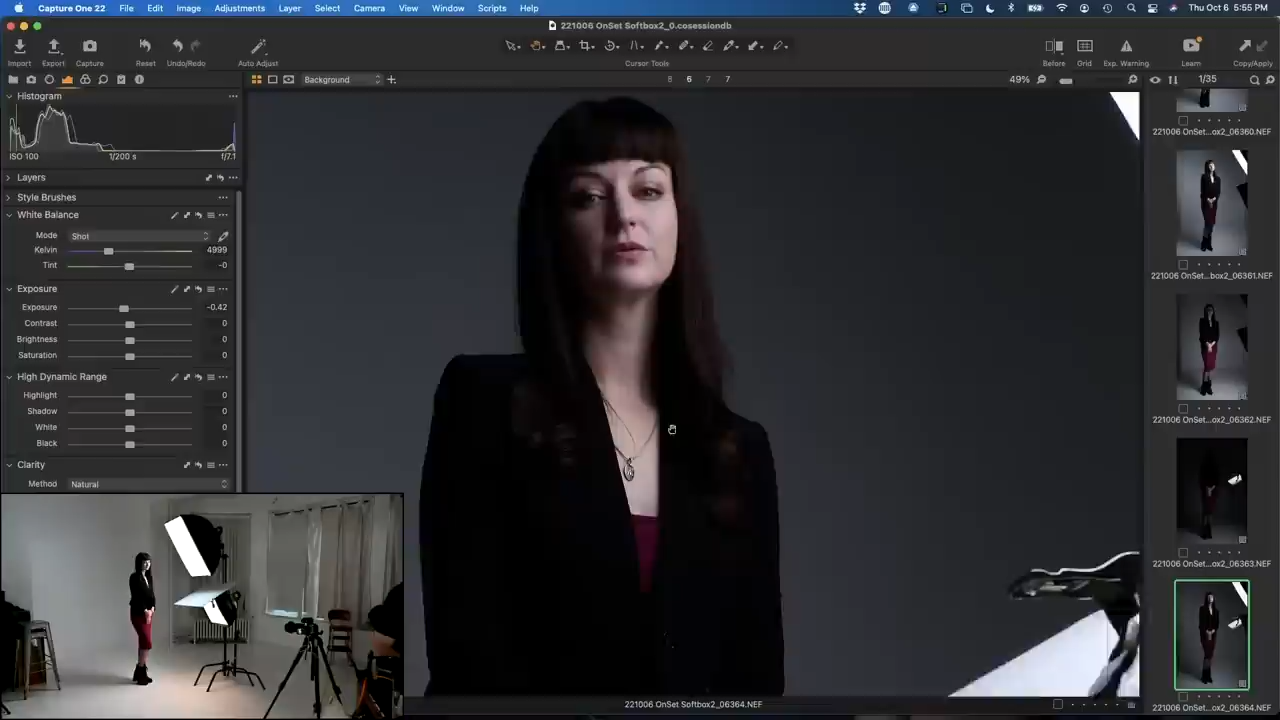 Capture One 22 File Edit Image Adjustments Layer Select Camera View Window Scripts Help Thu Oct 6 5:55 PM
221006 OnSet Softbox2_0.cosessiondb
Import Export Capture Reset Undo/Redo Auto Adjust Cursor Tools Before Grid Exp. Warning Learn Copy/Apply
Background 8 6 7 7 49% 1/35
Histogram
ISO 100 1/200 s f/7.1
Layers
Style Brushes
White Balance
Mode Shot
Kelvin 4999
Tint -0
Exposure
Exposure -0.42
Contrast 0
Brightness 0
Saturation 0
High Dynamic Range
Highlight 0
Shadow 0
White 0
Black 0
Clarity
Method Natural
221006 OnSet...ox2_06360.NEF
221006 OnSet...box2_06361.NEF
221006 OnSet...ox2_06362.NEF
221006 OnSet...ox2_06363.NEF
221006 OnSet...ox2_06364.NEF
221006 OnSet Softbox2_06364.NEF